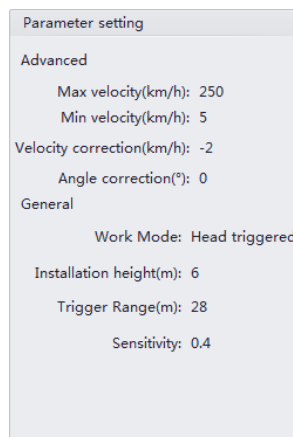 Parameter setting
Advanced
Max velocity(km/h): 250
Min velocity(km/h): 5
Velocity correction(km/h): -2
Angle correction(°): 0
General
Work Mode: Head triggered
Installation height(m): 6
Trigger Range(m): 28
Sensitivity: 0.4